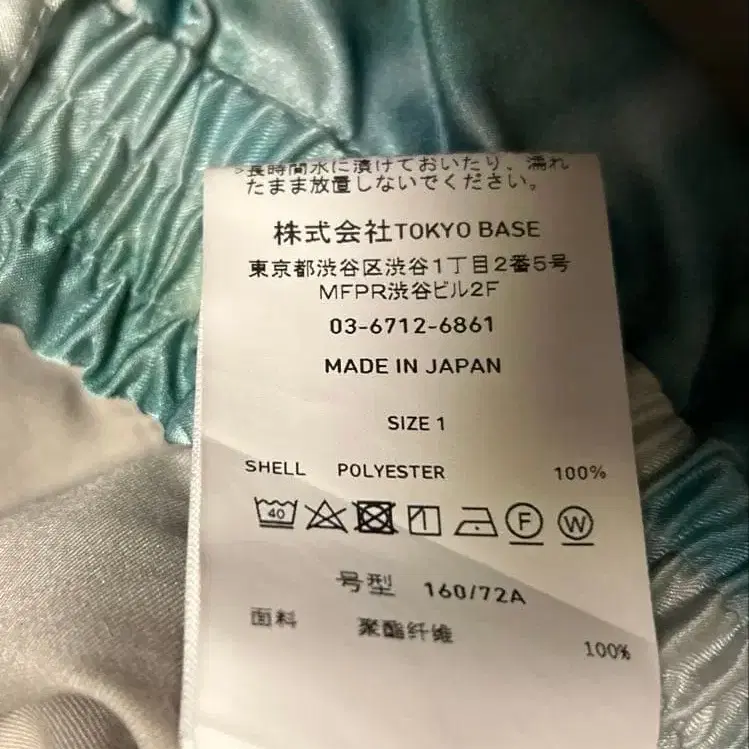 >長時間水に漬けておいたり、濡れ
たまま放置しないでください。
株式会社TOKYO BASE
東京都渋谷区渋谷1丁目2番5号
MFPR渋谷ビル2F
03-6712-6861
MADE IN JAPAN
SIZE 1
SHELL POLYESTER 100%
40 F W
号型 160/72A
面料 聚酯纤维 100%